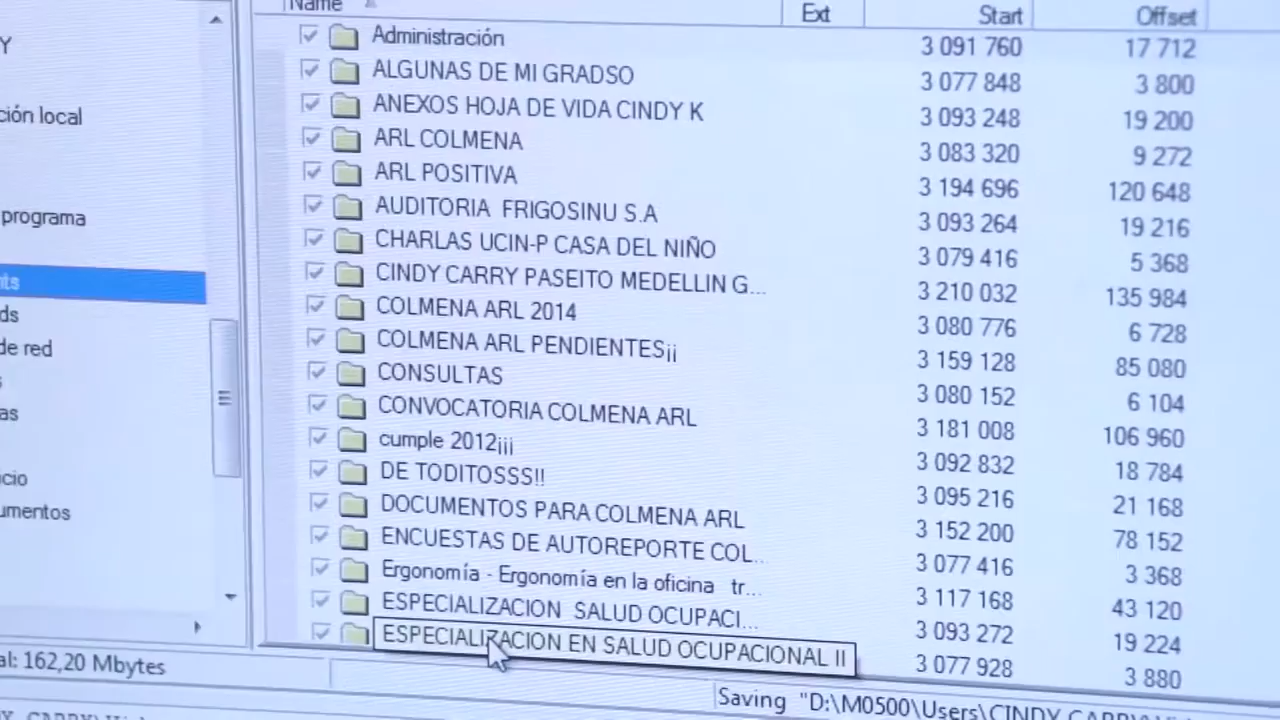 Name Ext Start Offset
Administración 3 091 760 17 712
ALGUNAS DE MI GRADSO 3 077 848 3 800
ANEXOS HOJA DE VIDA CINDY K 3 093 248 19 200
ARL COLMENA 3 083 320 9 272
ARL POSITIVA 3 194 696 120 648
AUDITORIA FRIGOSINU S.A 3 093 264 19 216
CHARLAS UCIN-P CASA DEL NIÑO 3 079 416 5 368
CINDY CARRY PASEITO MEDELLIN G... 3 210 032 135 984
COLMENA ARL 2014 3 080 776 6 728
COLMENA ARL PENDIENTES¡¡ 3 159 128 85 080
CONSULTAS 3 080 152 6 104
CONVOCATORIA COLMENA ARL 3 181 008 106 960
cumple 2012¡¡¡ 3 092 832 18 784
DE TODITOSSS!! 3 095 216 21 168
DOCUMENTOS PARA COLMENA ARL 3 152 200 78 152
ENCUESTAS DE AUTOREPORTE COL... 3 077 416 3 368
Ergonomía - Ergonomía en la oficina tr... 3 117 168 43 120
ESPECIALIZACION SALUD OCUPACI... 3 093 272 19 224
ESPECIALIZACION EN SALUD OCUPACIONAL II 3 077 928 3 880
Y
ción local
programa
nts
ds
de red
s
as
icio
umentos
al: 162,20 Mbytes
Saving "D:\M0500\Users\CINDY CARRY\